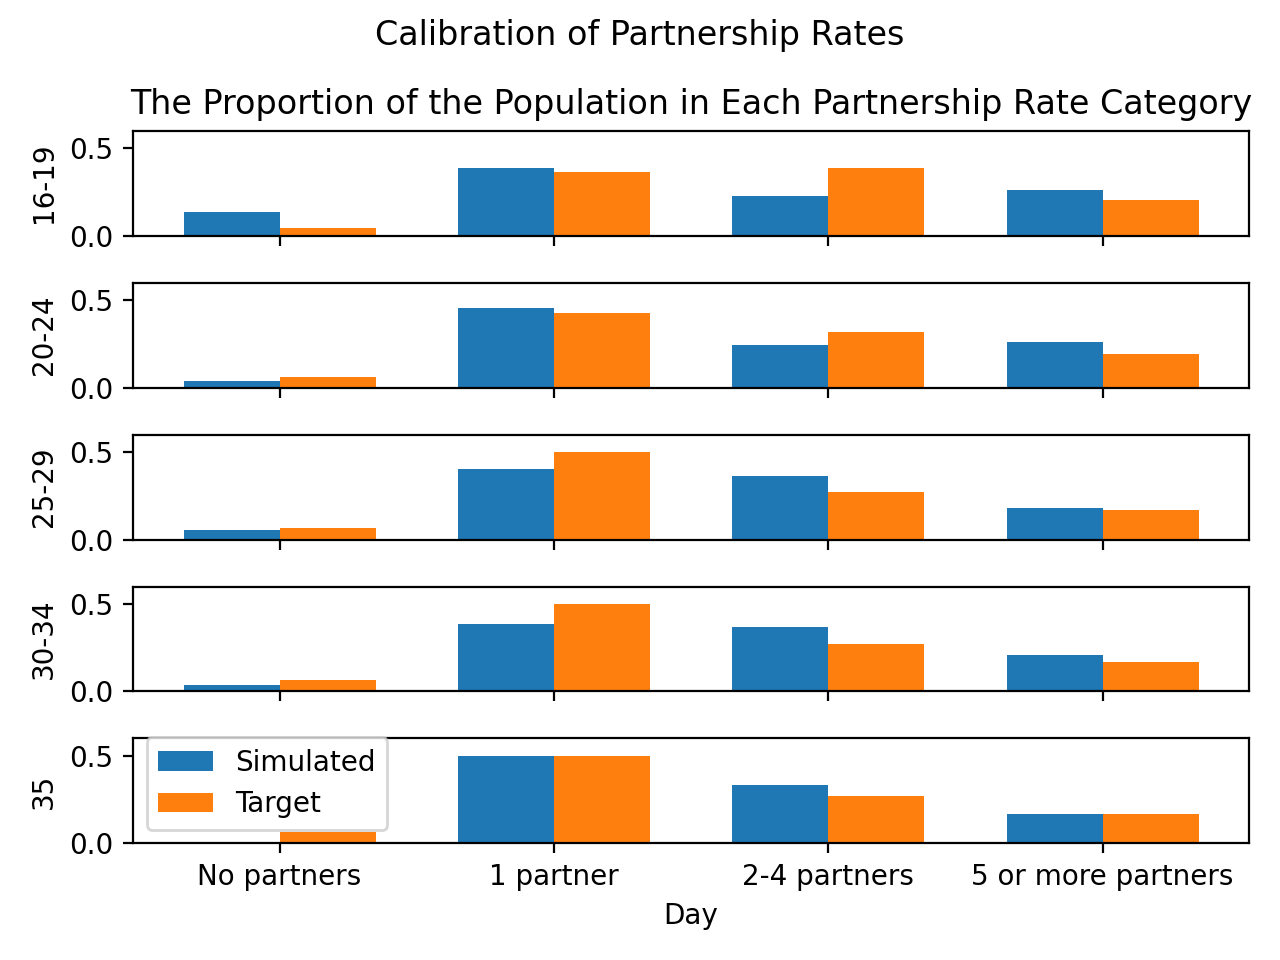 Calibration of Partnership Rates
The Proportion of the Population in Each Partnership Rate Category
0.5
16-19
0.0
0.5
20-24
0.0
0.5
25-29
0.0
0.5
30-34
0.0
0.5
35
0.0
Simulated
Target
No partners 1 partner 2-4 partners 5 or more partners
Day